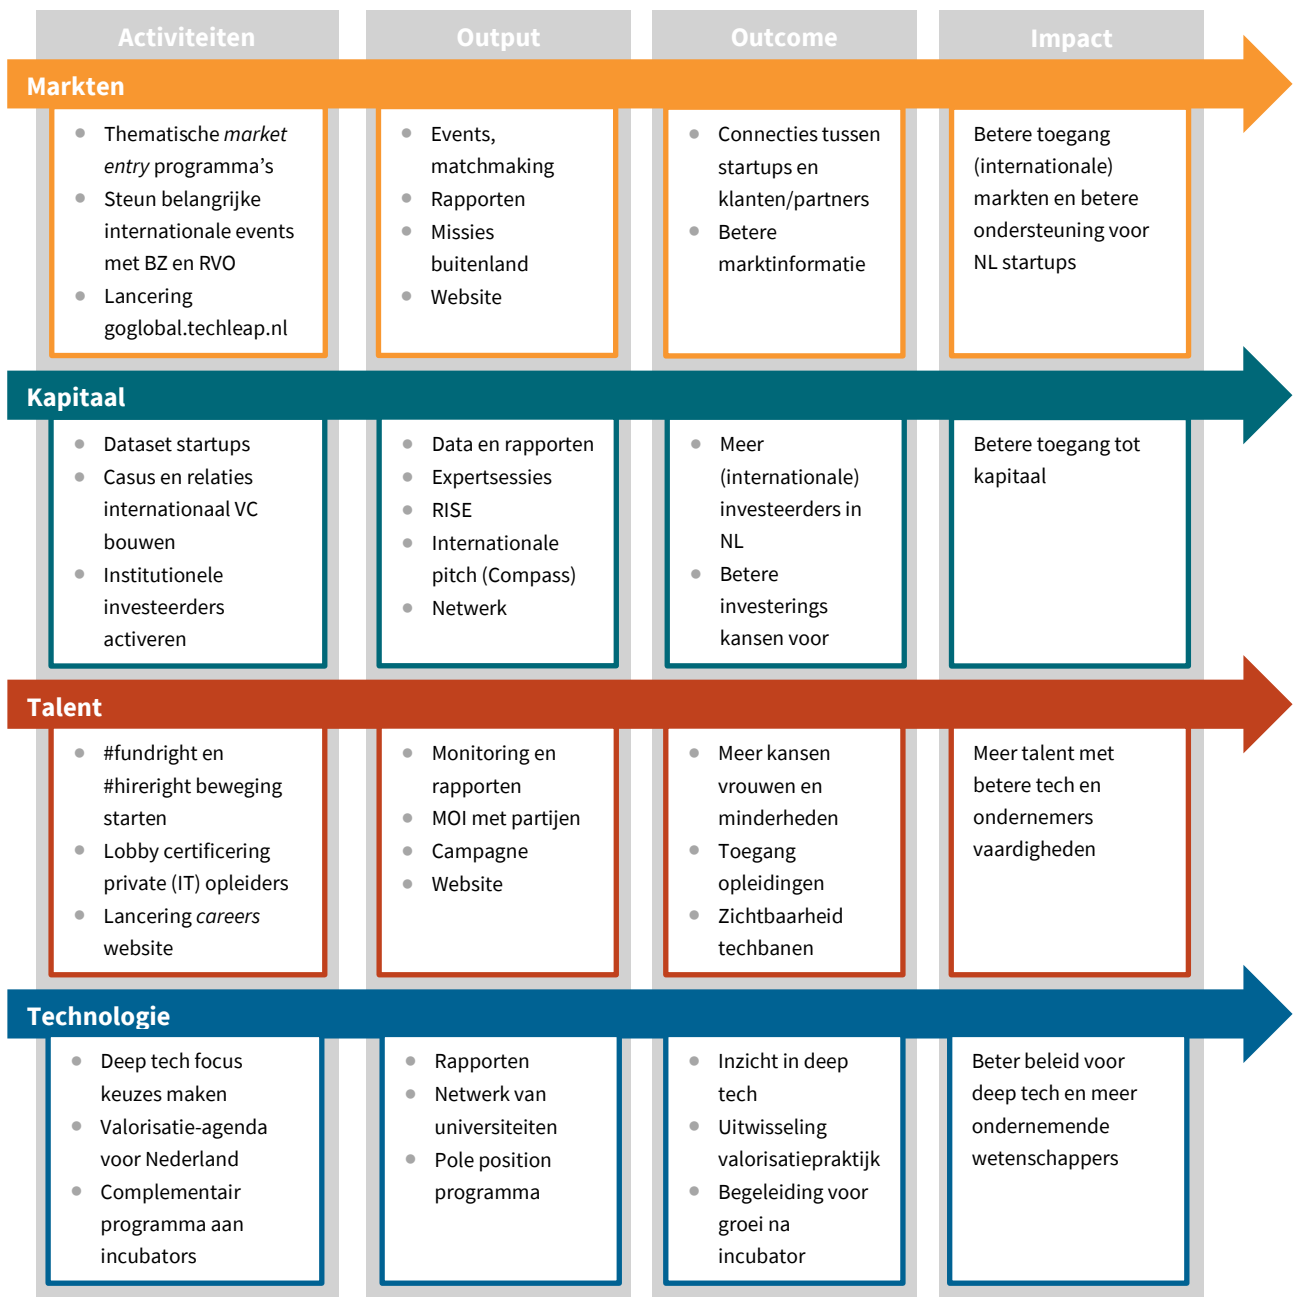 Activiteiten
Output
Outcome
Impact
Markten
Thematische market
entry programma's
Steun belangrijke
internationale events
met BZ en RVO
Lancering
goglobal.techleap.nl
Events,
matchmaking
Rapporten
Missies
buitenland
Website
Connecties tussen
startups en
klanten/partners
Betere
marktinformatie
Betere toegang
(internationale)
markten en betere
ondersteuning voor
NL startups
Kapitaal
Dataset startups
Casus en relaties
internationaal VC
bouwen
Institutionele
investeerders
activeren
Data en rapporten
Expertsessies
RISE
Internationale
pitch (Compass)
Netwerk
Meer
(internationale)
investeerders in
NL
Betere
investerings
kansen voor
Betere toegang tot
kapitaal
Talent
#fundright en
#hireright beweging
starten
Lobby certificering
private (IT) opleiders
Lancering careers
website
Monitoring en
rapporten
MOI met partijen
Campagne
Website
Meer kansen
vrouwen en
minderheden
Toegang
opleidingen
Zichtbaarheid
techbanen
Meer talent met
betere tech en
ondernemers
vaardigheden
Technologie
Deep tech focus
keuzes maken
Valorisatie-agenda
voor Nederland
Complementair
programma aan
incubators
Rapporten
Netwerk van
universiteiten
Pole position
programma
Inzicht in deep
tech
Uitwisseling
valorisatiepraktijk
Begeleiding voor
groei na
incubator
Beter beleid voor
deep tech en meer
ondernemende
wetenschappers